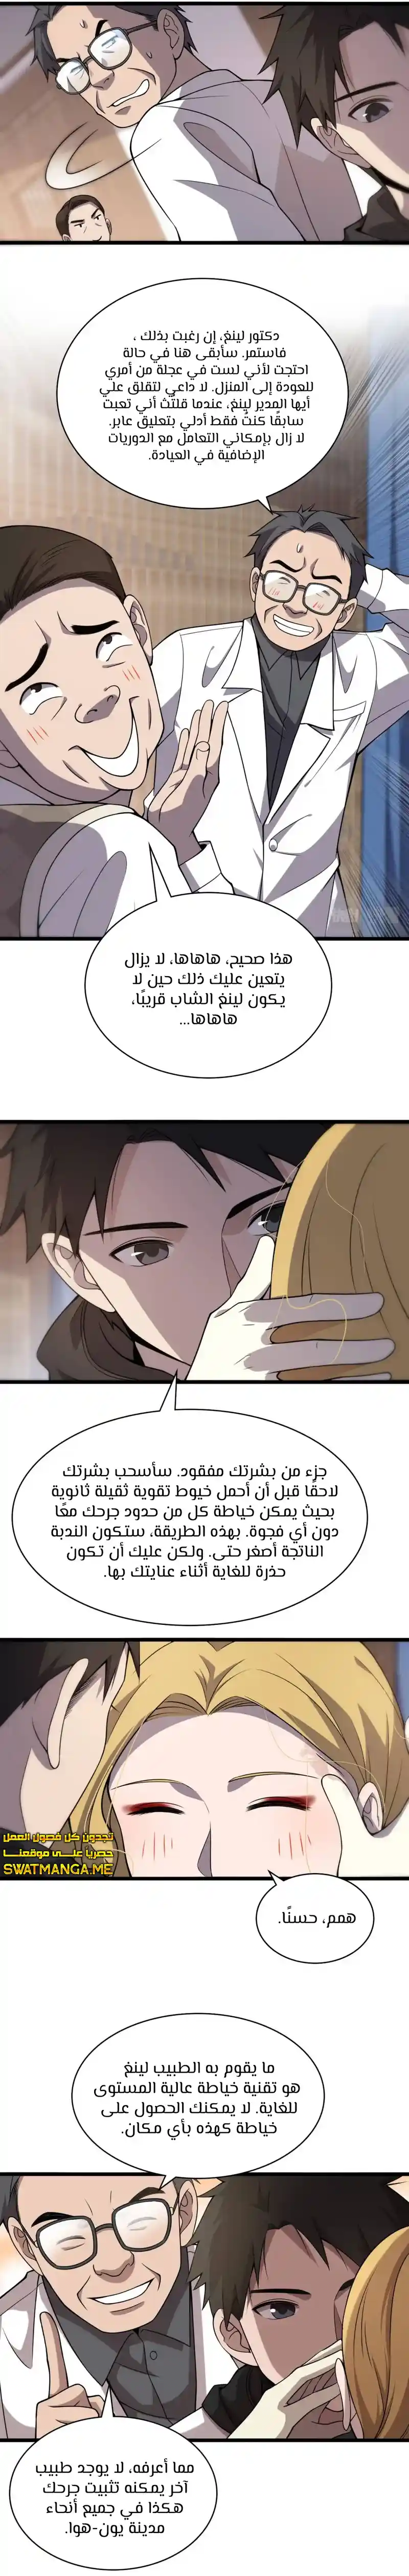 دكتور لينغ، إن رغبت بذلك ،
فاستمر. سأبقى هنا في حالة
احتجت لأني لست في عجلة من أمري
للعودة إلى المنزل. لا داعي لتقلق علي
أيها المدير لينغ، عندما قلتُ أني تعبت
سابقًا كنتُ فقط أدلي بتعليق عابر.
لا زال بإمكاني التعامل مع الدوريات
الإضافية في العيادة.
هذا صحيح، هاهاها، لا يزال
يتعين عليك ذلك حين لا
يكون لينغ الشاب قريبًا،
هاهاها...
جزء من بشرتك مفقود. سأسحب بشرتك
لاحقًا قبل أن أحمل خيوط تقوية ثقيلة ثانوية
بحيث يمكن خياطة كل من حدود جرحك معًا
دون أي فجوة. بهذه الطريقة، ستكون الندبة
الناتجة أصغر حتى. ولكن عليك أن تكون
حذرة للغاية أثناء عنايتك بها.
تجدون كل فصول العمل
حصريا على موقعنا
SWATMANGA.ME
همم، حسنًا.
ما يقوم به الطبيب لينغ
هو تقنية خياطة عالية المستوى
للغاية. لا يمكنك الحصول على
خياطة كهذه بأي مكان.
مما أعرفه، لا يوجد طبيب
آخر يمكنه تثبيت جرحك
هكذا في جميع أنحاء
مدينة يون-هوا.